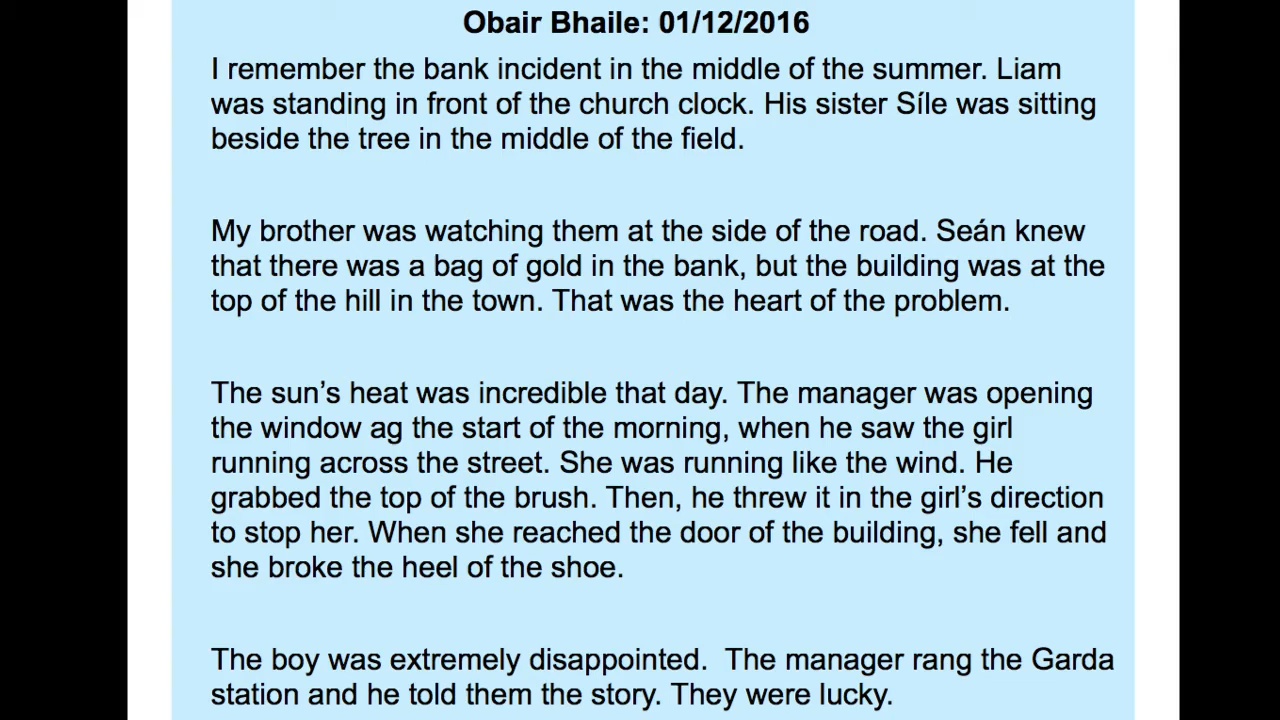 Obair Bhaile: 01/12/2016
I remember the bank incident in the middle of the summer. Liam
was standing in front of the church clock. His sister Síle was sitting
beside the tree in the middle of the field.
My brother was watching them at the side of the road. Seán knew
that there was a bag of gold in the bank, but the building was at the
top of the hill in the town. That was the heart of the problem.
The sun’s heat was incredible that day. The manager was opening
the window ag the start of the morning, when he saw the girl
running across the street. She was running like the wind. He
grabbed the top of the brush. Then, he threw it in the girl’s direction
to stop her. When she reached the door of the building, she fell and
she broke the heel of the shoe.
The boy was extremely disappointed.  The manager rang the Garda
station and he told them the story. They were lucky.